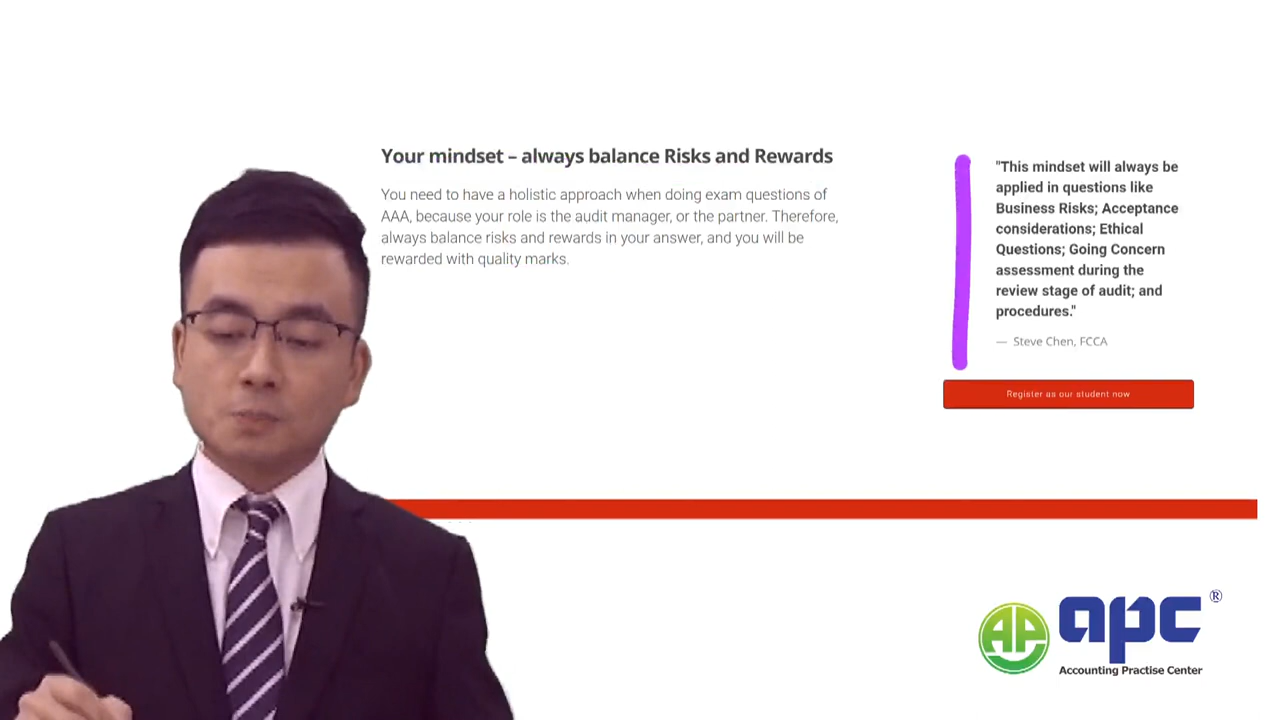 Your mindset – always balance Risks and Rewards
You need to have a holistic approach when doing exam questions of
AAA, because your role is the audit manager, or the partner. Therefore,
always balance risks and rewards in your answer, and you will be
rewarded with quality marks.
"This mindset will always be
applied in questions like
Business Risks; Acceptance
considerations; Ethical
Questions; Going Concern
assessment during the
review stage of audit; and
procedures."
— Steve Chen, FCCA
Register as our student now
AP apc ®
Accounting Practise Center